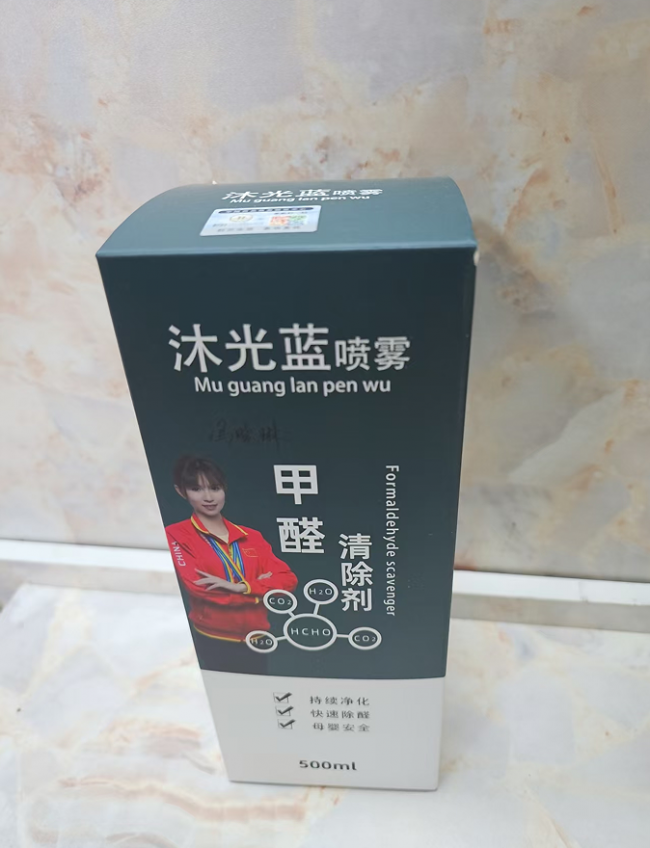 沐光蓝喷雾
Mu guang lan pen wu
沐光蓝喷雾
Mu guang lan pen wu
甲醛
清除剂
Formaldehyde scavenger
CHINA
CO2
H2O
HCHO
H2O
CO2
持续净化
快速除醛
母婴安全
500ml